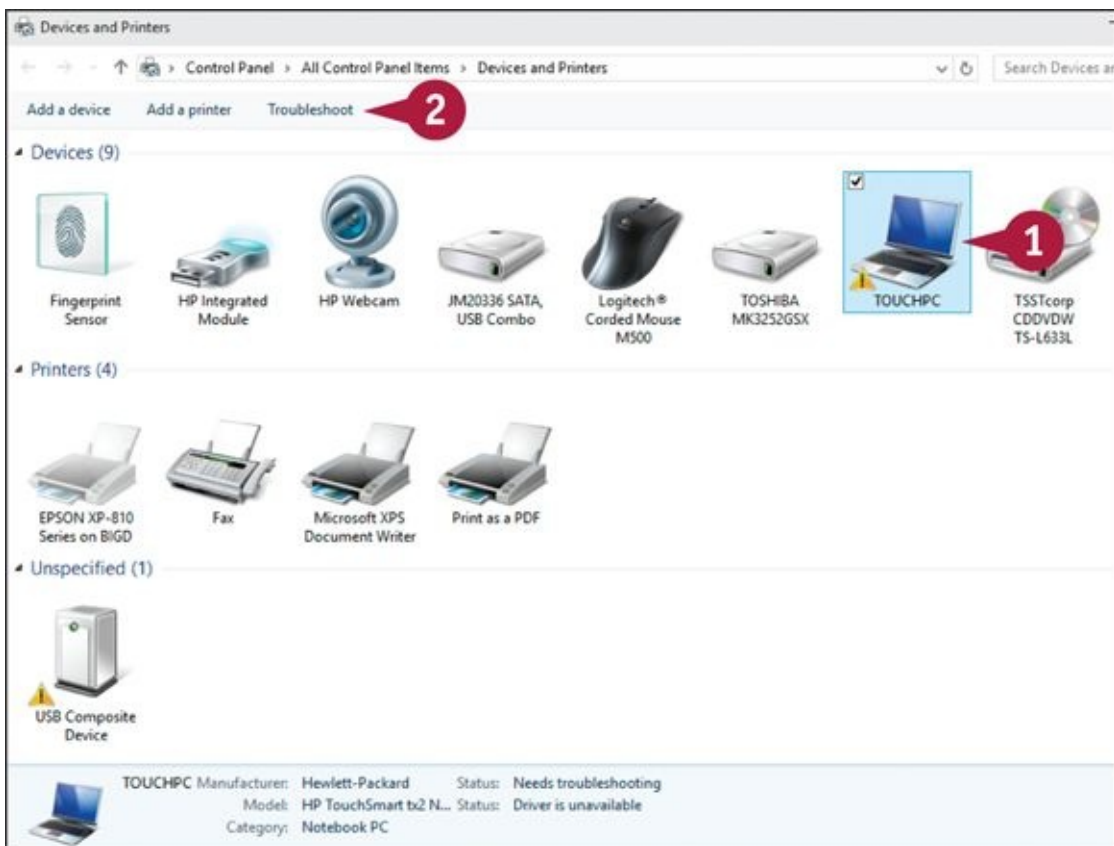 Devices and Printers
Control Panel › All Control Panel Items › Devices and Printers
Search Devices
Add a device Add a printer Troubleshoot
2
Devices (9)
1
Fingerprint
Sensor
HP Integrated
Module
HP Webcam
JM20336 SATA,
USB Combo
Logitech®
Corded Mouse
M500
TOSHIBA
MK3252GSX
TOUCHPC
TSSTcorp
CDDVDW
TS-L633L
Printers (4)
EPSON XP-810
Series on BIGD
Fax
Microsoft XPS
Document Writer
Print as a PDF
Unspecified (1)
USB Composite
Device
TOUCHPC Manufacturer: Hewlett-Packard Status: Needs troubleshooting
Model: HP TouchSmart tx2 N... Status: Driver is unavailable
Category: Notebook PC